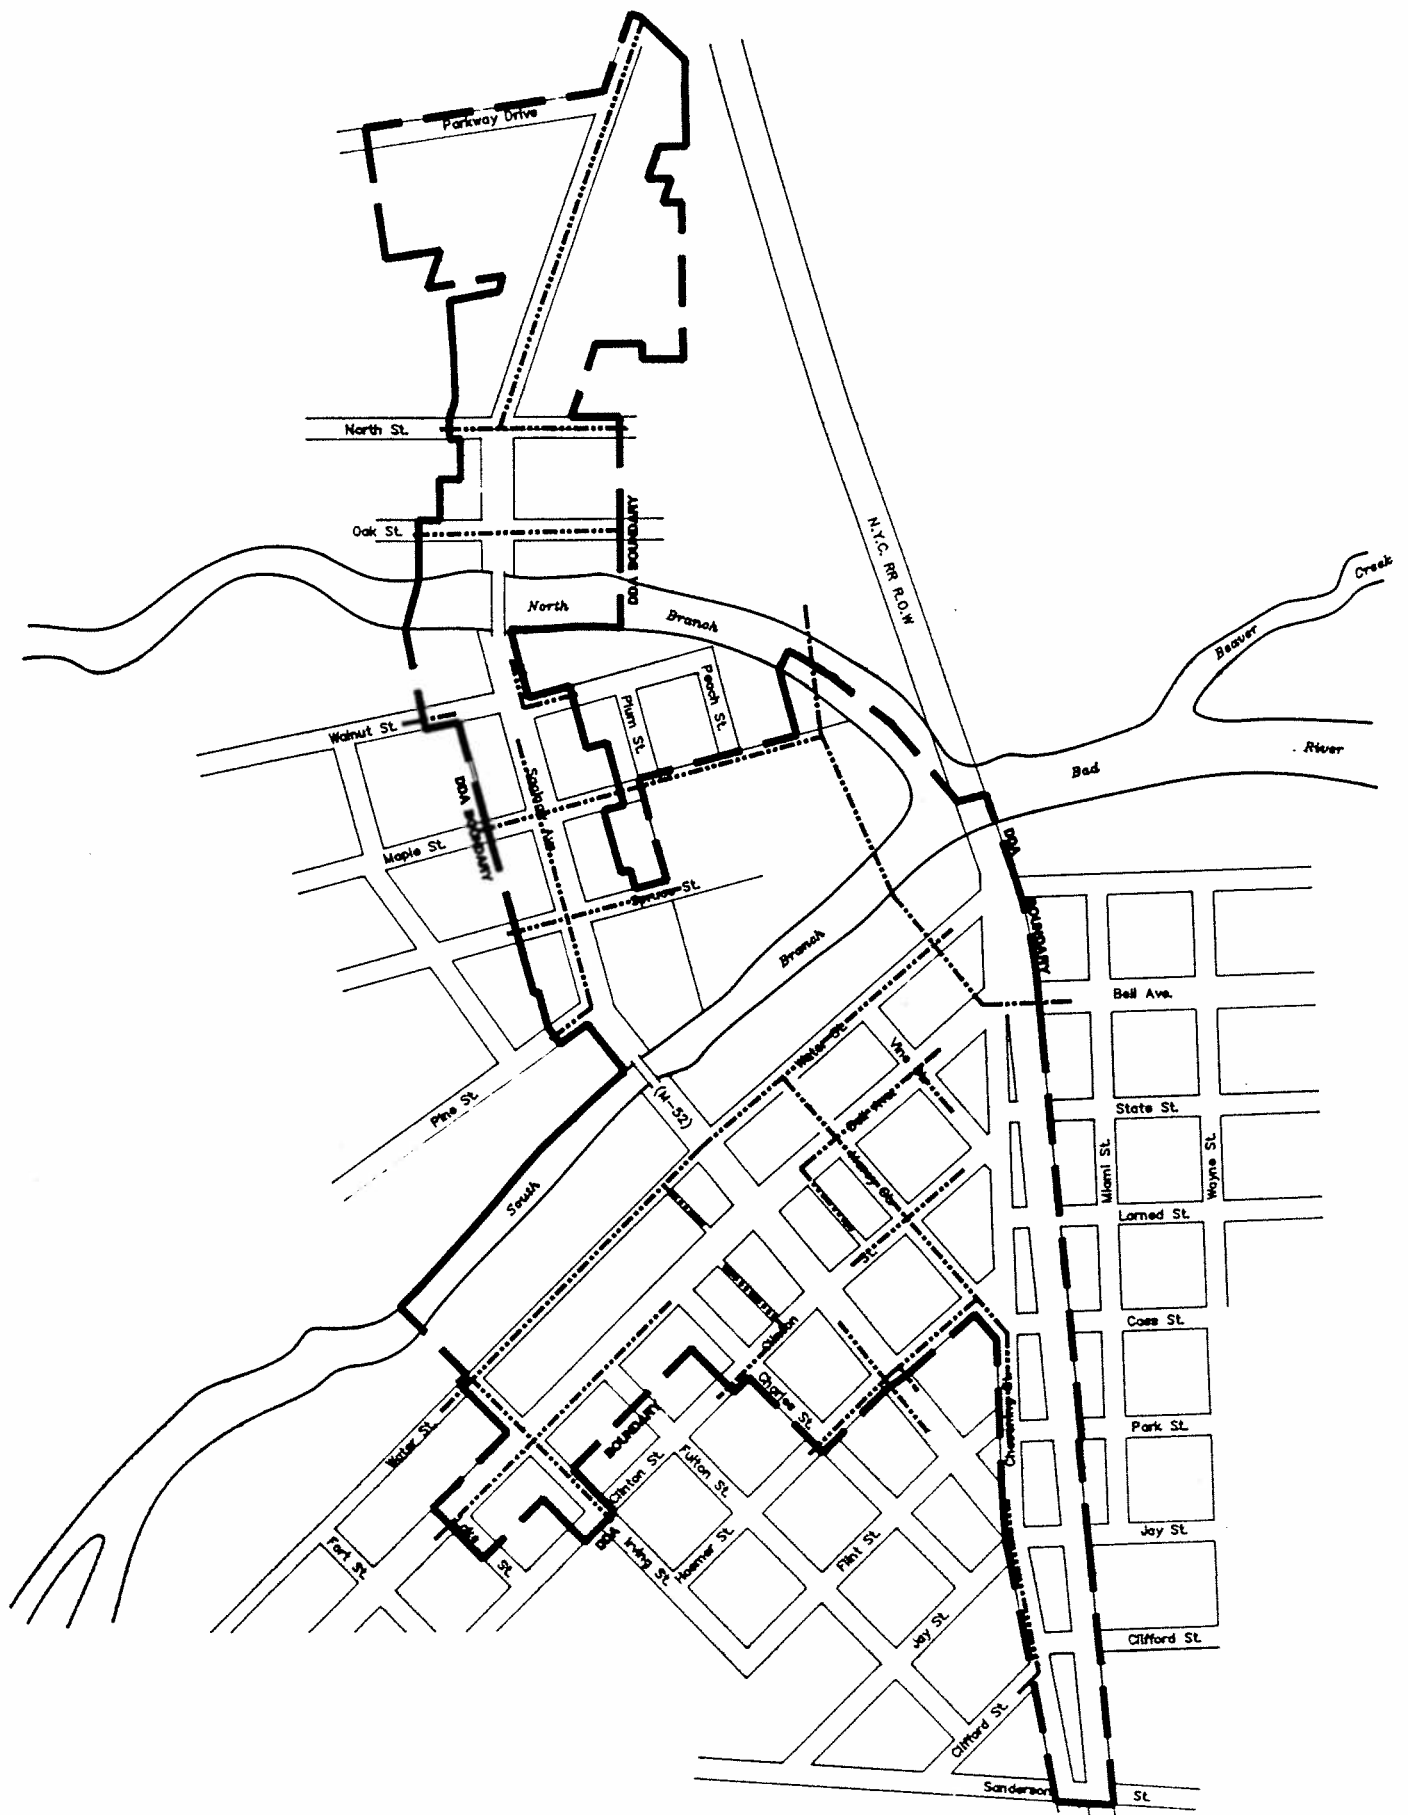 Parkway Drive
North St.
Oak St.
DDA BOUNDARY
N.Y.C. RR R.O.W
North
Branch
Creek
Beaver
River
Bad
Peach St.
Plum St.
Walnut St.
DDA BOUNDARY
Maple St.
Spruce St.
DDA
BOUNDARY
Branch
Bell Ave.
Water St.
Vine
(M-52)
Pine St.
State St.
Miami St.
Wayne St.
South
Larned St.
St.
Cass St.
Charles St.
Park St.
Water St.
BOUNDARY
Clinton St.
Fulton St.
Jay St.
DDA
Irving St.
Hosmer St.
Flint St.
Fort St.
St.
Jay St.
Clifford St.
Clifford St.
Sanderson
St.